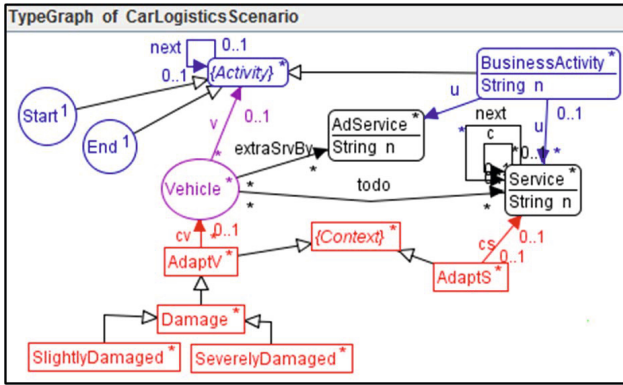 TypeGraph of CarLogisticsScenario
next 0..1
{Activity} *
0..1
BusinessActivity *
String n
Start 1
End 1
u
0..1
v
0..1
AdService *
String n
next
*
c
u
*
extraSrvBy
*
*
Vehicle *
*
*
todo
*
0..1
Service *
String n
cv
*
0..1
{Context} *
cs
0..1
0..1
AdaptV *
AdaptS *
Damage *
SlightlyDamaged *
SeverelyDamaged *